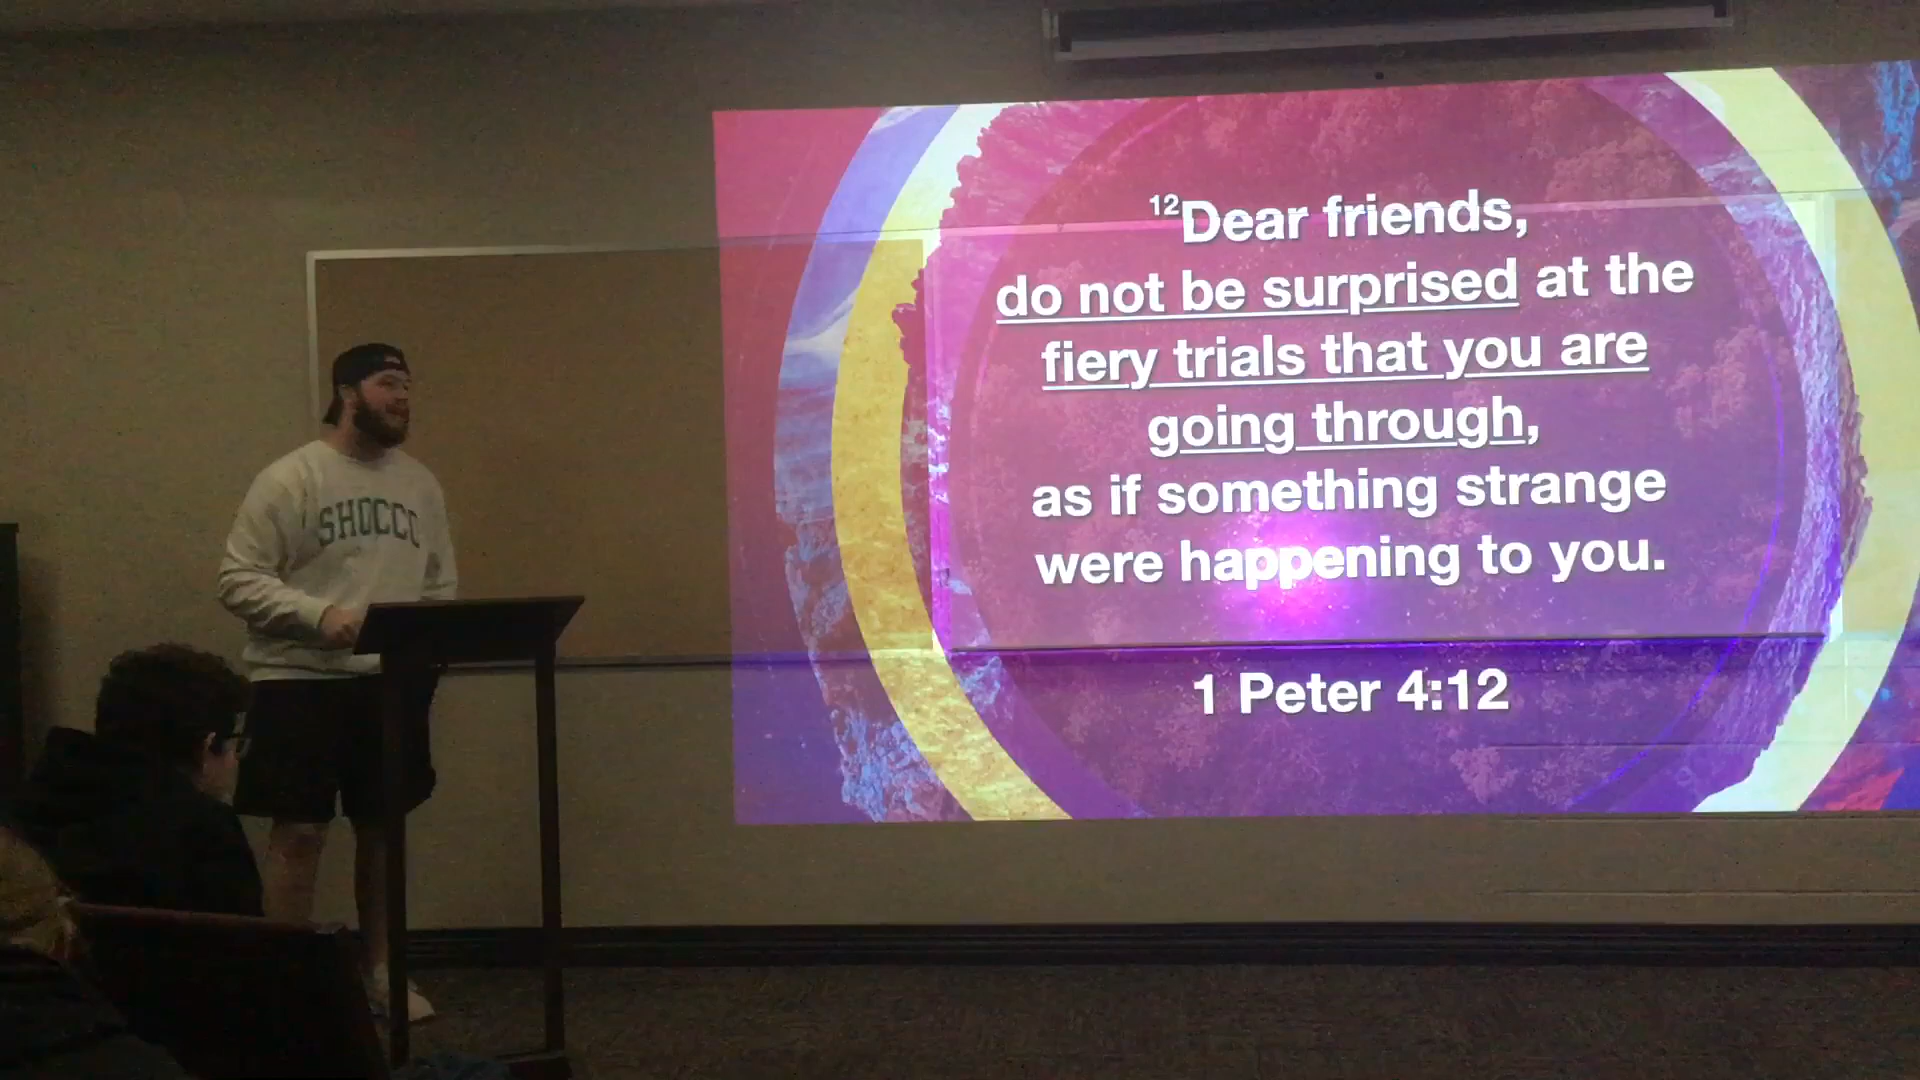 ¹²Dear friends,
do not be surprised at the
fiery trials that you are
going through,
as if something strange
were happening to you.
1 Peter 4:12
SHOCCO